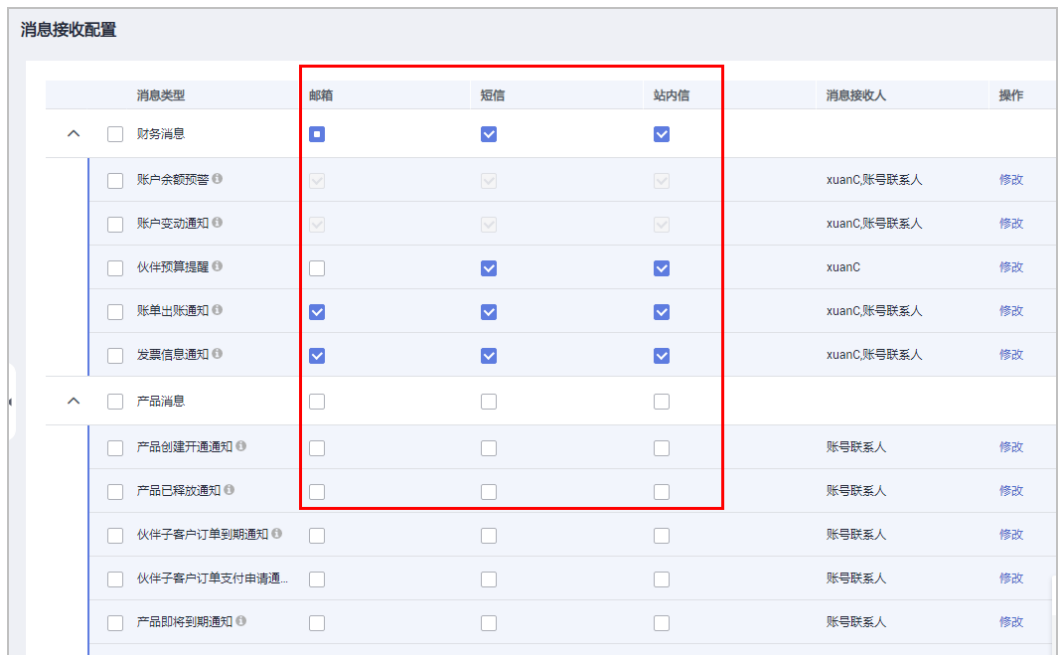 消息接收配置
消息类型 邮箱 短信 站内信 消息接收人 操作
财务消息
账户余额预警 xuanC,账号联系人 修改
账户变动通知 xuanC,账号联系人 修改
伙伴预算提醒 xuanC 修改
账单出账通知 xuanC,账号联系人 修改
发票信息通知 xuanC,账号联系人 修改
产品消息
产品创建开通通知 账号联系人 修改
产品已释放通知 账号联系人 修改
伙伴子客户订单到期通知 账号联系人 修改
伙伴子客户订单支付申请通... 账号联系人 修改
产品即将到期通知 账号联系人 修改